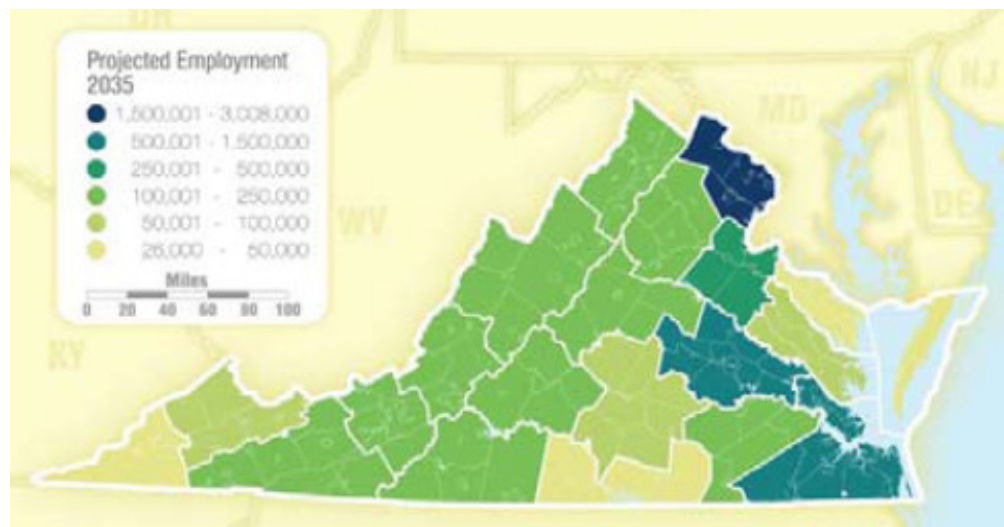 OH
Projected Employment
2035
1,500,001 - 3,008,000
500,001 - 1,500,000
250,001 - 500,000
100,001 - 250,000
50,001 - 100,000
26,000 - 50,000
Miles
0 20 40 60 80 100
NJ
MD
DE
WV
KY